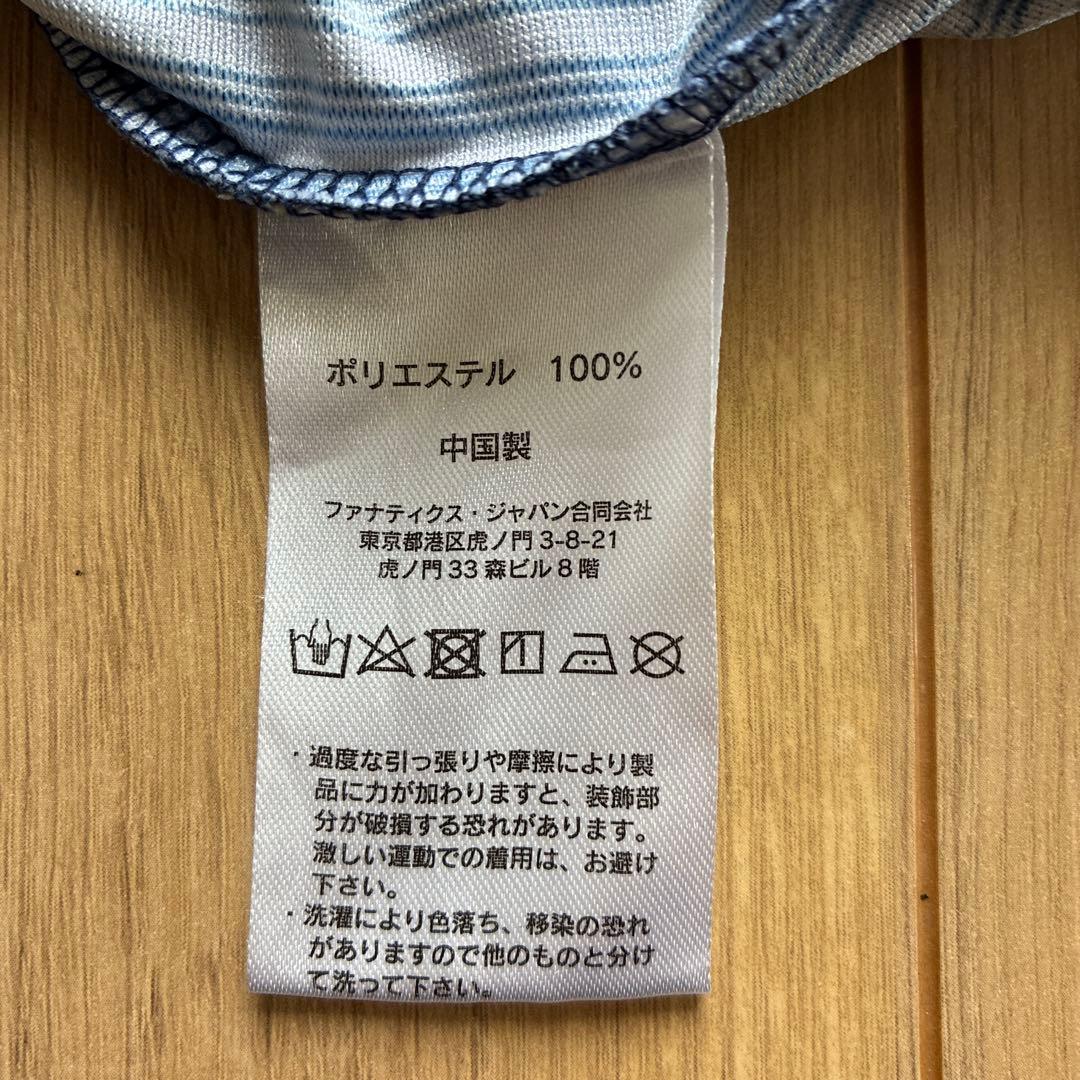 ポリエステル 100%
中国製
ファナティクス・ジャパン合同会社
東京都港区虎ノ門 3-8-21
虎ノ門 33 森ビル 8 階
・過度な引っ張りや摩擦により製
品に力が加わりますと、装飾部
分が破損する恐れがあります。
激しい運動での着用は、お避け
下さい。
・洗濯により色落ち、移染の恐れ
がありますので他のものと分け
て洗って下さい。